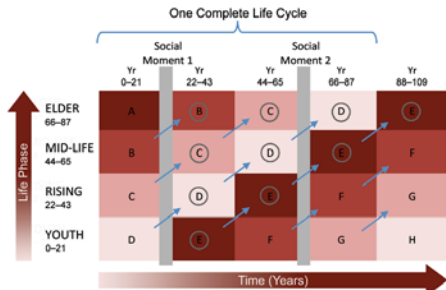 One Complete Life Cycle
Social Moment 1
Social Moment 2
Yr 0–21
Yr 22–43
Yr 44–65
Yr 66–87
Yr 88–109
ELDER 66–87
A B C D E
MID-LIFE 44–65
B C D E F
RISING 22–43
C D E F G
YOUTH 0–21
D E F G H
Life Phase
Time (Years)